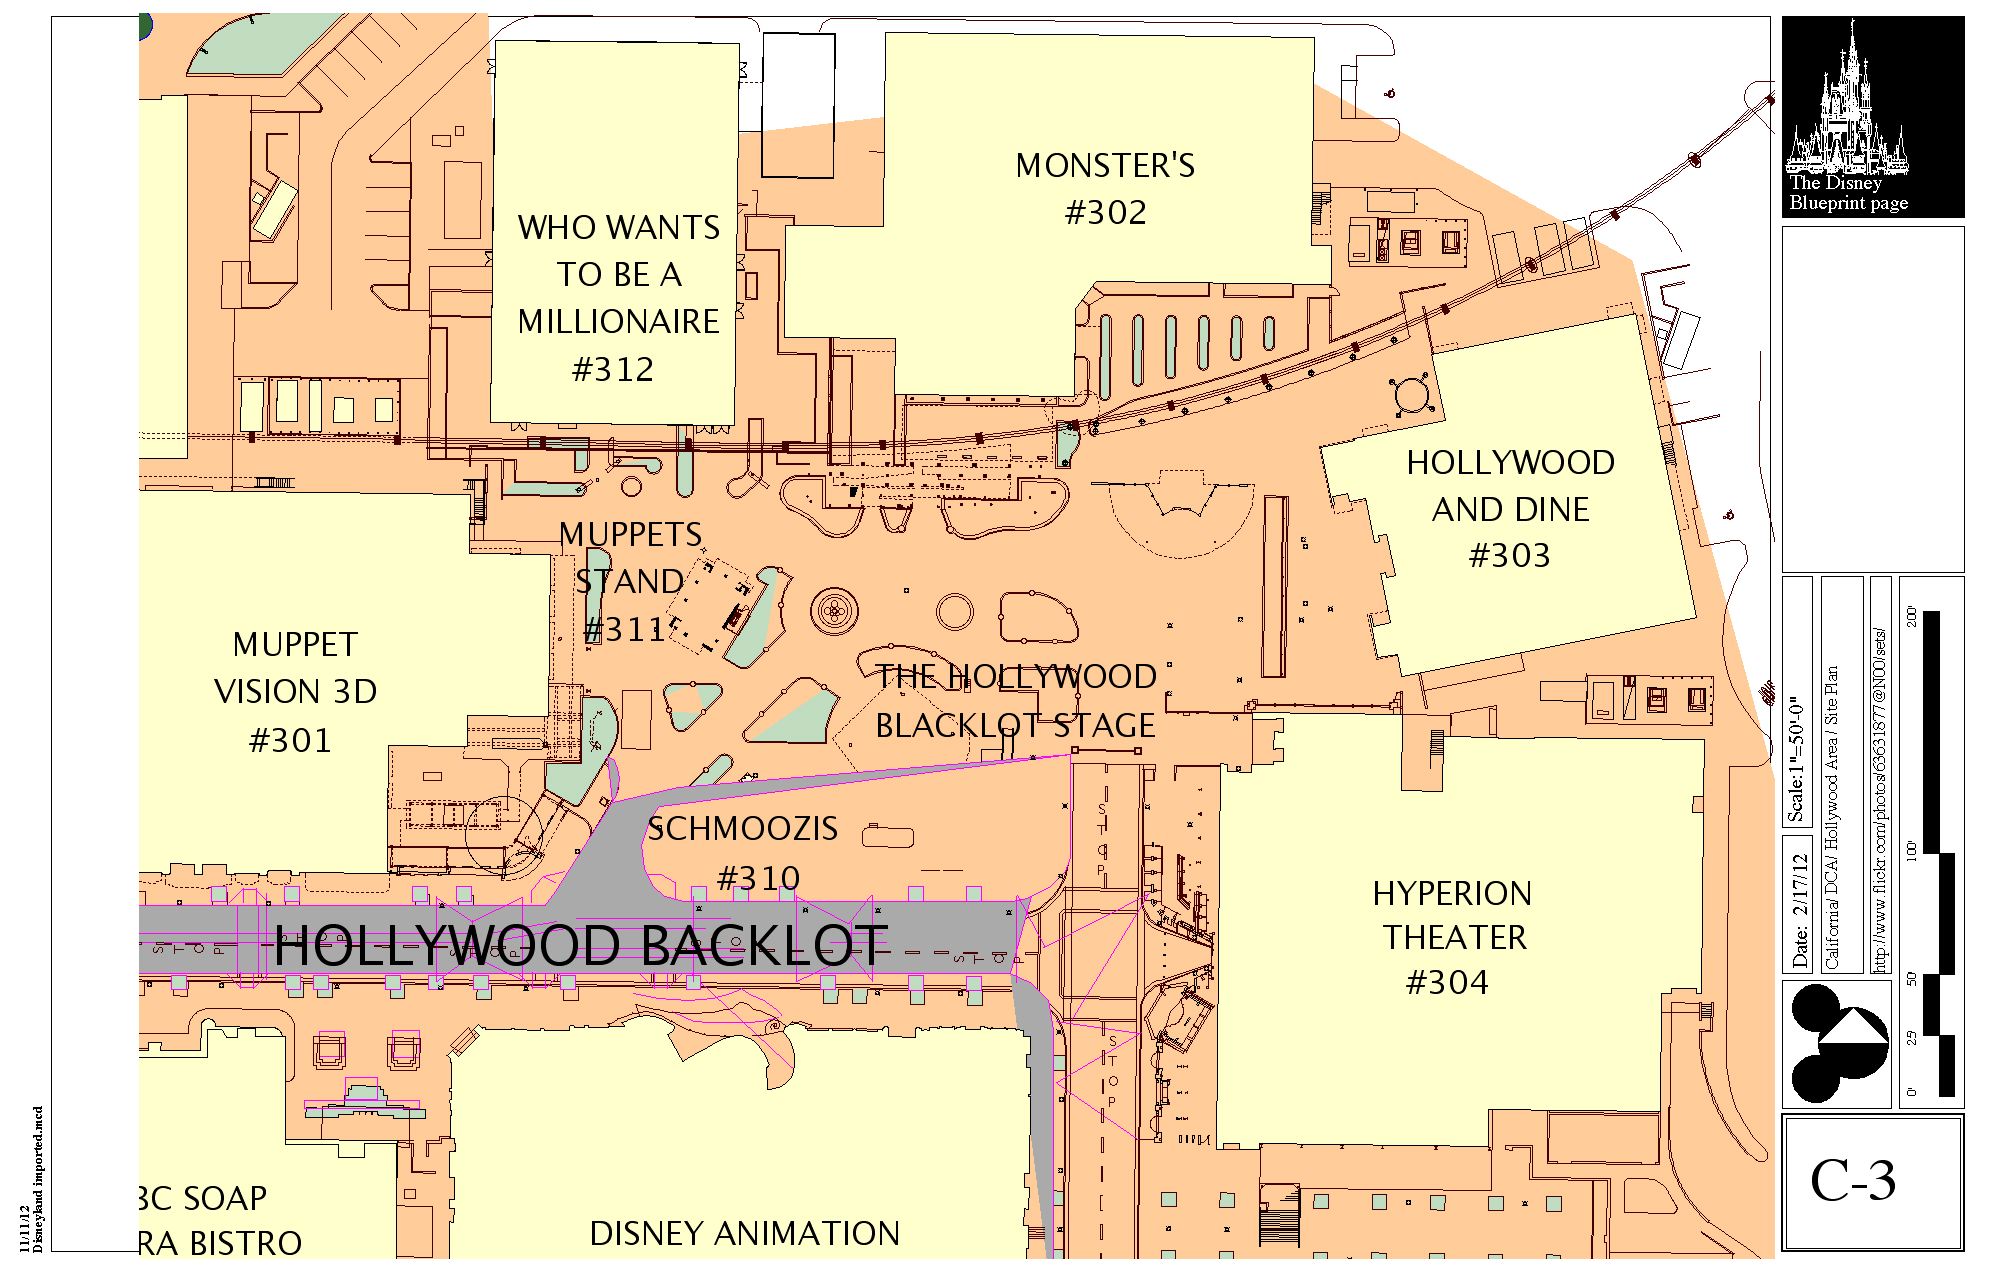 WHO WANTS
TO BE A
MILLIONAIRE
#312
MONSTER'S
#302
HOLLYWOOD
AND DINE
#303
MUPPETS
STAND
#311
MUPPET
VISION 3D
#301
THE HOLLYWOOD
BLACKLOT STAGE
SCHMOOZIS
#310
STOP
HOLLYWOOD BACKLOT
STOP
STOP
STOP
HYPERION
THEATER
#304
STOP
BC SOAP
RA BISTRO
DISNEY ANIMATION
The Disney
Blueprint page
Scale:1"=50'-0"
Date: 2/17/12
California/ DCA/ Hollywood Area/ Site Plan
http://www.flickr.com/photos/63631877@N00/sets/
200'
100'
50'
25'
0'
C-3
11/11/12
Disneyland imported.mcd